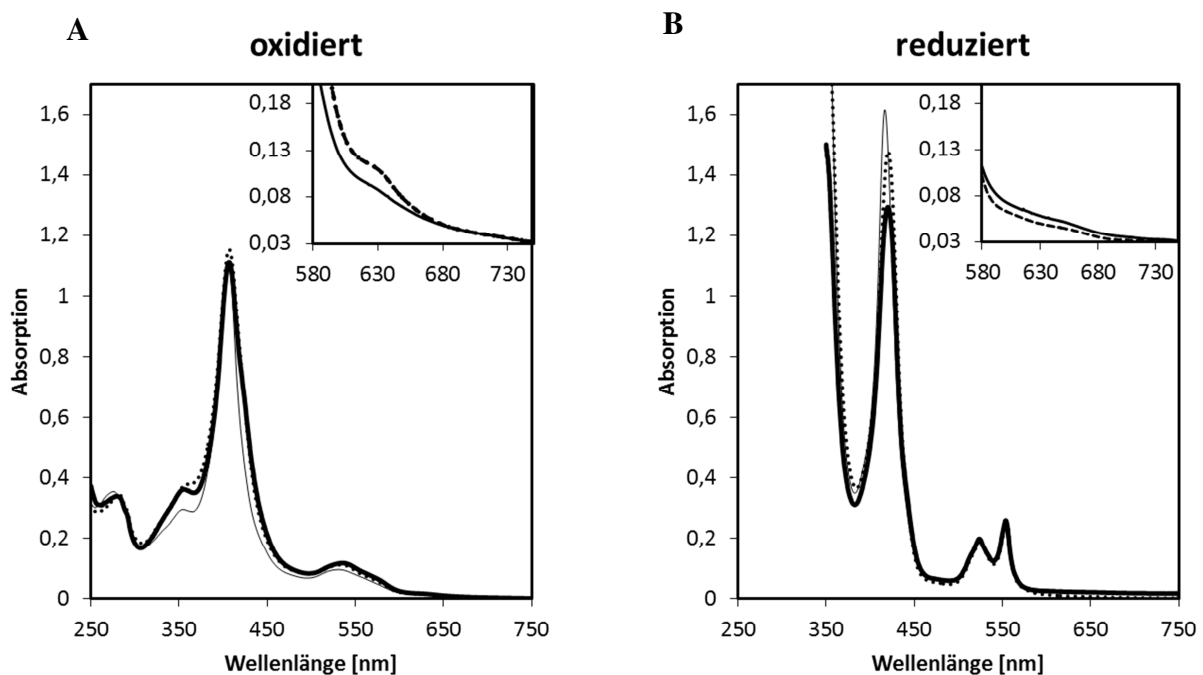 A
oxidiert
1,6
1,4
1,2
1
0,8
0,6
0,4
0,2
0
Absorption
250 350 450 550 650 750
Wellenlänge [nm]
0,18
0,13
0,08
0,03
580 630 680 730
B
reduziert
1,6
1,4
1,2
1
0,8
0,6
0,4
0,2
0
Absorption
250 350 450 550 650 750
Wellenlänge [nm]
0,18
0,13
0,08
0,03
580 630 680 730